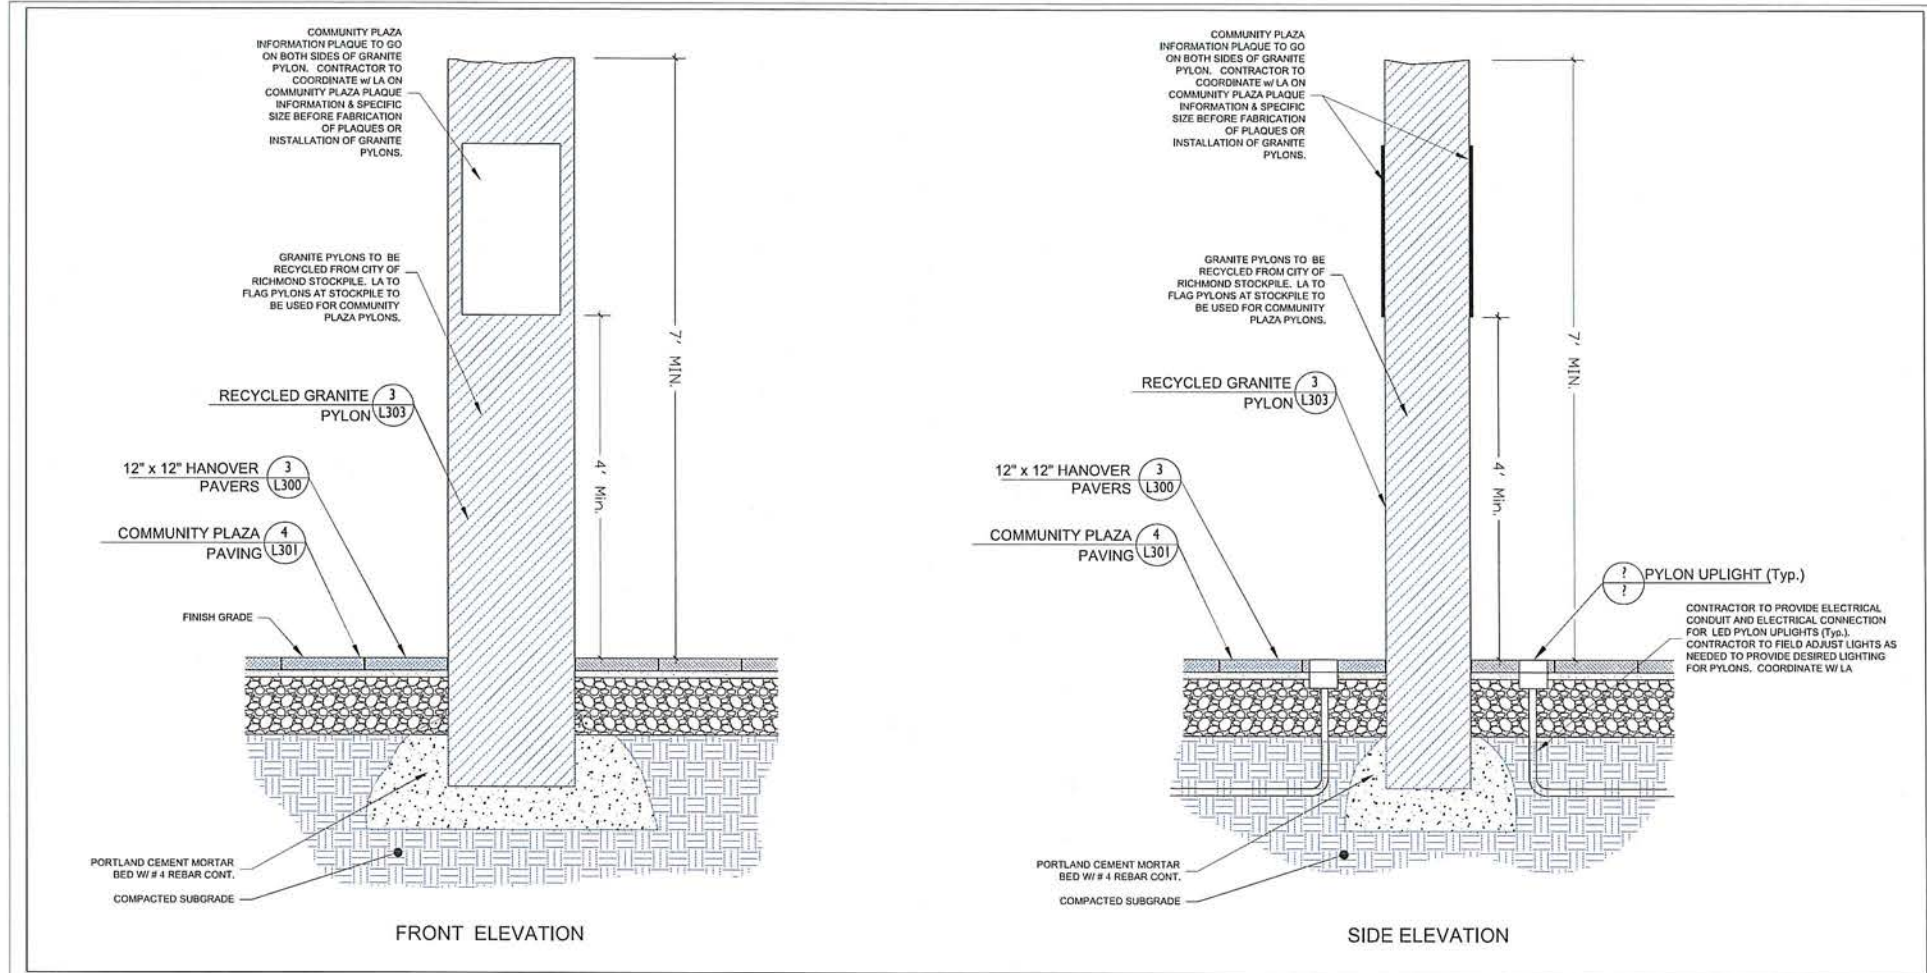 COMMUNITY PLAZA
INFORMATION PLAQUE TO GO
ON BOTH SIDES OF GRANITE
PYLON. CONTRACTOR TO
COORDINATE w/ LA ON
COMMUNITY PLAZA PLAQUE
INFORMATION & SPECIFIC
SIZE BEFORE FABRICATION
OF PLAQUES OR
INSTALLATION OF GRANITE
PYLONS.
GRANITE PYLONS TO BE
RECYCLED FROM CITY OF
RICHMOND STOCKPILE. LA TO
FLAG PYLONS AT STOCKPILE TO
BE USED FOR COMMUNITY
PLAZA PYLONS.
7' MIN.
4' Min.
RECYCLED GRANITE
PYLON
3
L303
12" x 12" HANOVER
PAVERS
3
L300
COMMUNITY PLAZA
PAVING
4
L301
FINISH GRADE
PORTLAND CEMENT MORTAR
BED W/ # 4 REBAR CONT.
COMPACTED SUBGRADE
FRONT ELEVATION
COMMUNITY PLAZA
INFORMATION PLAQUE TO GO
ON BOTH SIDES OF GRANITE
PYLON. CONTRACTOR TO
COORDINATE w/ LA ON
COMMUNITY PLAZA PLAQUE
INFORMATION & SPECIFIC
SIZE BEFORE FABRICATION
OF PLAQUES OR
INSTALLATION OF GRANITE
PYLONS.
GRANITE PYLONS TO BE
RECYCLED FROM CITY OF
RICHMOND STOCKPILE. LA TO
FLAG PYLONS AT STOCKPILE TO
BE USED FOR COMMUNITY
PLAZA PYLONS.
7' MIN.
4' Min.
RECYCLED GRANITE
PYLON
3
L303
12" x 12" HANOVER
PAVERS
3
L300
COMMUNITY PLAZA
PAVING
4
L301
?
?
PYLON UPLIGHT (Typ.)
CONTRACTOR TO PROVIDE ELECTRICAL
CONDUIT AND ELECTRICAL CONNECTION
FOR LED PYLON UPLIGHTS (Typ.).
CONTRACTOR TO FIELD ADJUST LIGHTS AS
NEEDED TO PROVIDE DESIRED LIGHTING
FOR PYLONS. COORDINATE W/ LA
PORTLAND CEMENT MORTAR
BED W/ # 4 REBAR CONT.
COMPACTED SUBGRADE
SIDE ELEVATION